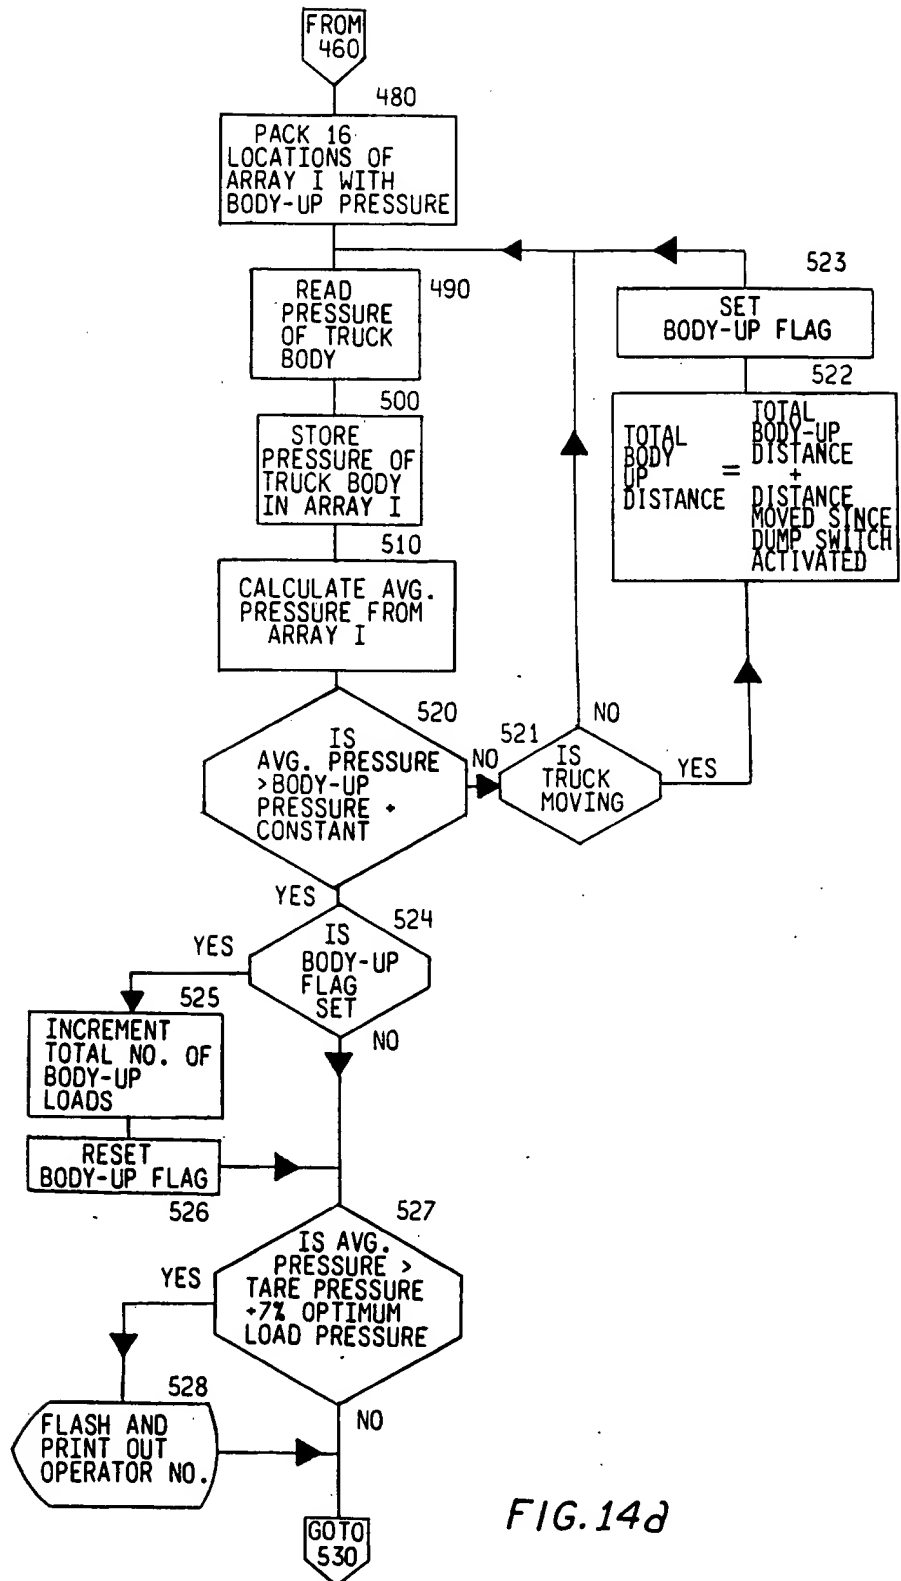 FROM
460
480
PACK 16
LOCATIONS OF
ARRAY I WITH
BODY-UP PRESSURE
READ
PRESSURE
OF TRUCK
BODY
490
500
STORE
PRESSURE OF
TRUCK BODY
IN ARRAY I
510
CALCULATE AVG.
PRESSURE FROM
ARRAY I
520
IS
AVG. PRESSURE
>BODY-UP
PRESSURE +
CONSTANT
NO
521
IS
TRUCK
MOVING
NO
YES
523
SET
BODY-UP FLAG
522
TOTAL
BODY
UP
DISTANCE
=
TOTAL
BODY-UP
DISTANCE
+
DISTANCE
MOVED SINCE
DUMP SWITCH
ACTIVATED
YES
524
IS
BODY-UP
FLAG
SET
YES
NO
525
INCREMENT
TOTAL NO. OF
BODY-UP
LOADS
RESET
BODY-UP FLAG
526
527
IS AVG.
PRESSURE >
TARE PRESSURE
+7% OPTIMUM
LOAD PRESSURE
YES
NO
528
FLASH AND
PRINT OUT
OPERATOR NO.
GO TO
530
FIG. 14d